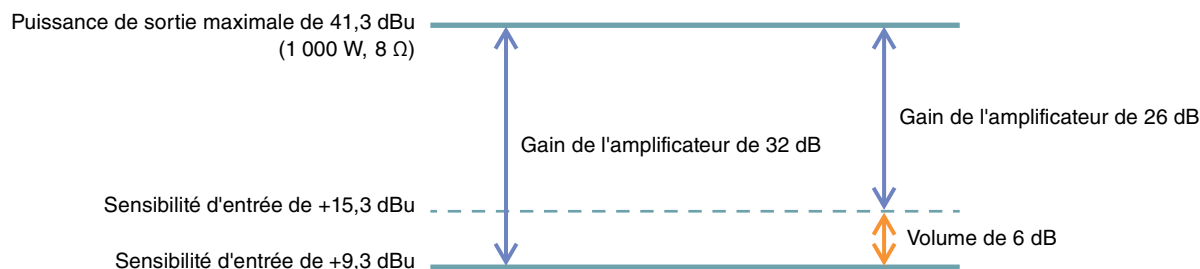 Puissance de sortie maximale de 41,3 dBu
(1 000 W, 8 Ω)
Gain de l'amplificateur de 26 dB
Gain de l'amplificateur de 32 dB
Sensibilité d'entrée de +15,3 dBu
Volume de 6 dB
Sensibilité d'entrée de +9,3 dBu